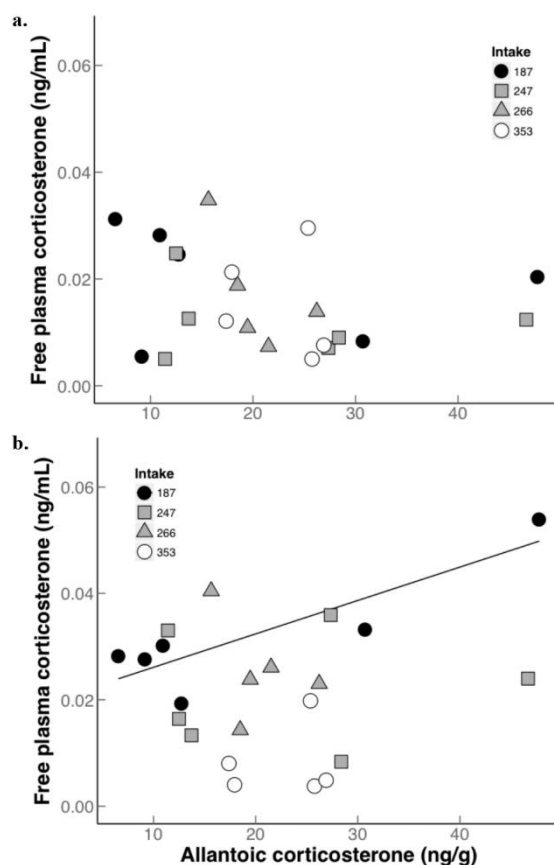 a.
Free plasma corticosterone (ng/mL)
0.06
0.04
0.02
0.00
Intake
187
247
266
353
10 20 30 40
b.
Free plasma corticosterone (ng/mL)
0.06
0.04
0.02
0.00
Intake
187
247
266
353
10 20 30 40
Allantoic corticosterone (ng/g)